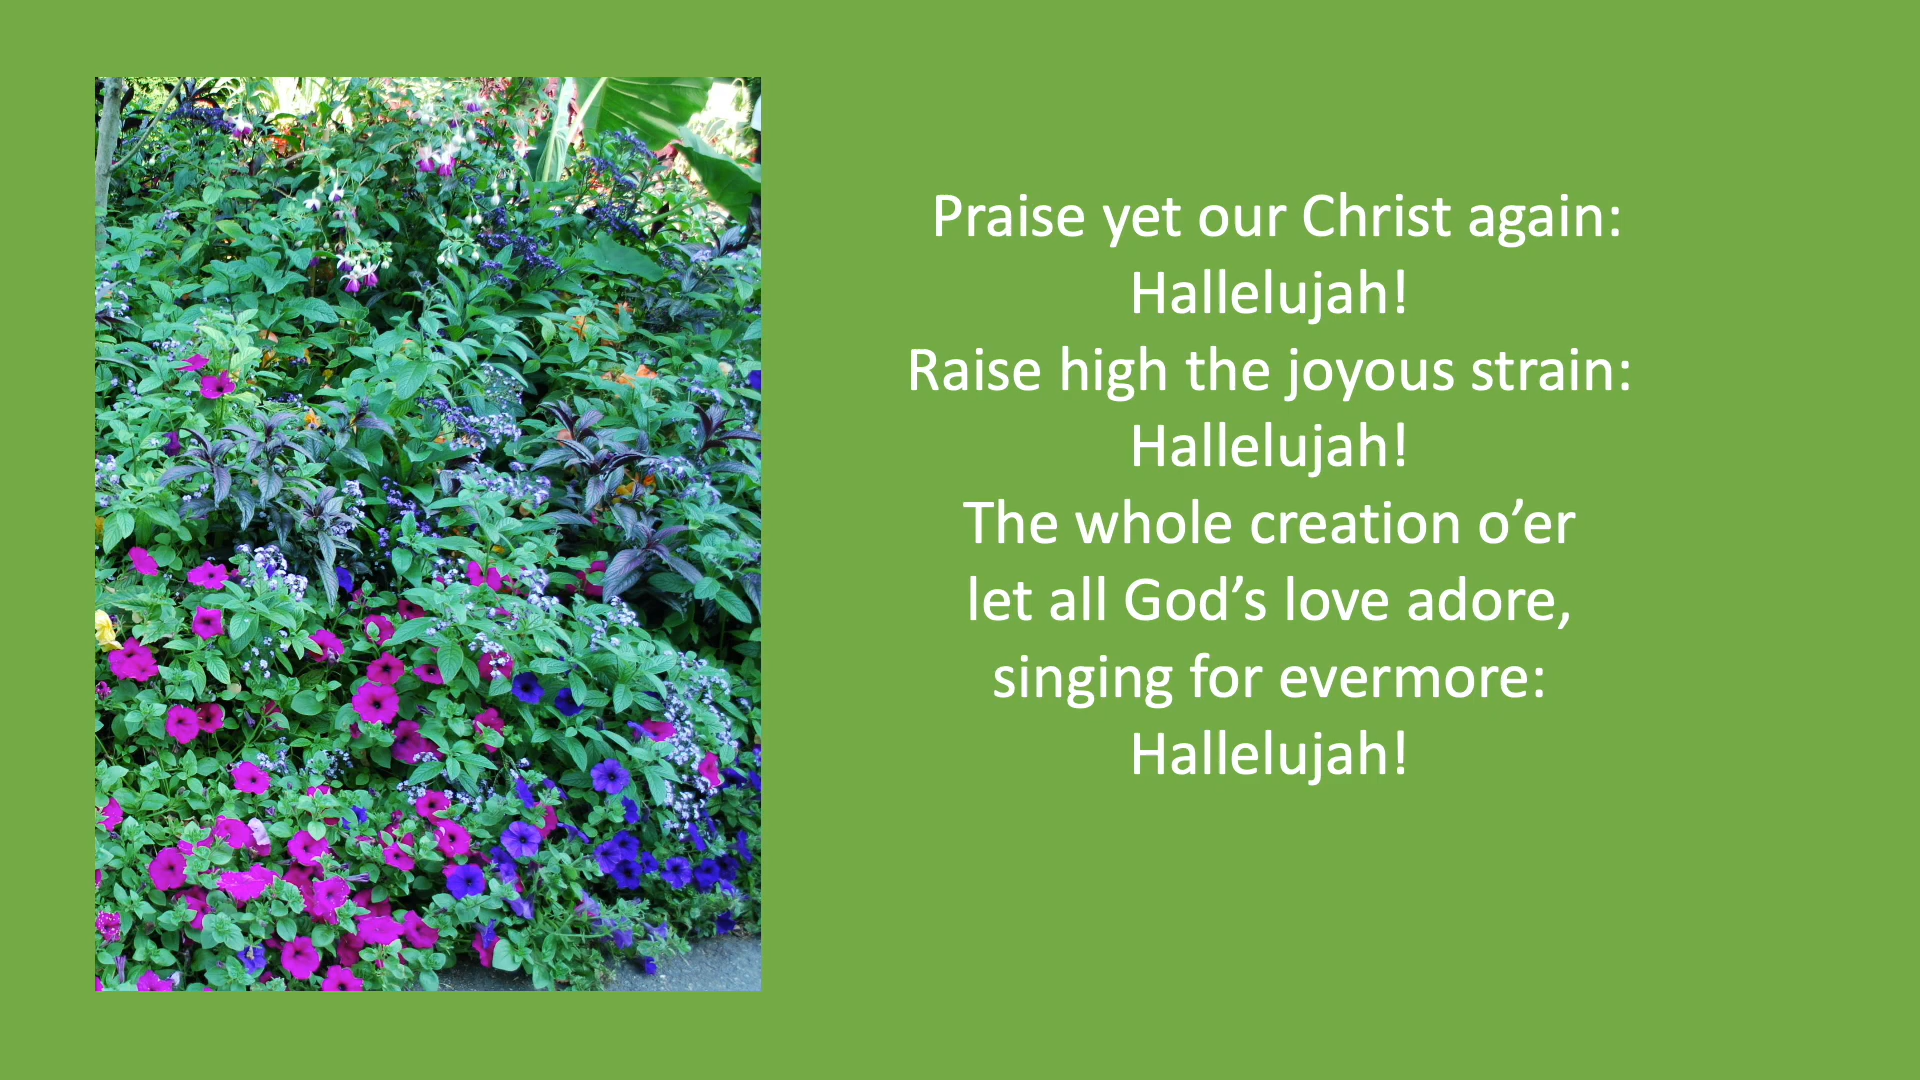 Praise yet our Christ again:
Hallelujah!
Raise high the joyous strain:
Hallelujah!
The whole creation o’er
let all God’s love adore,
singing for evermore:
Hallelujah!